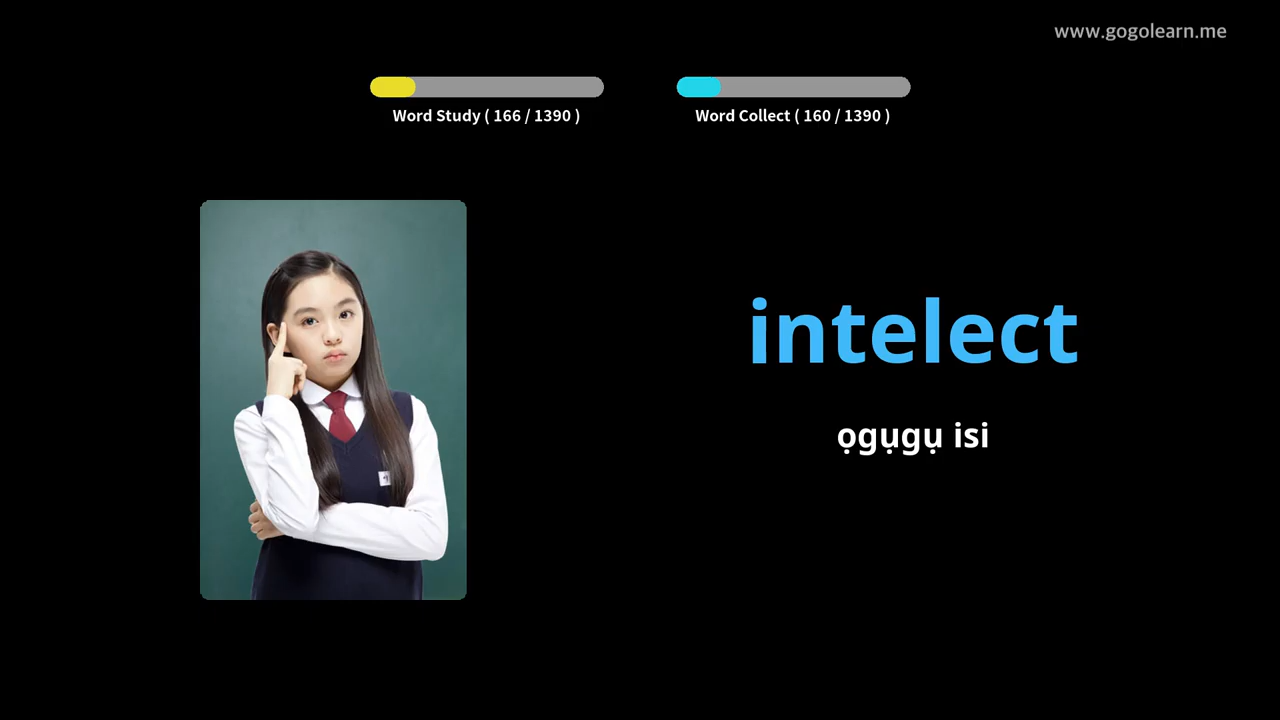 www.gogolearn.me
Word Study ( 166 / 1390 )
Word Collect ( 160 / 1390 )
intelect
ọgụgụ isi